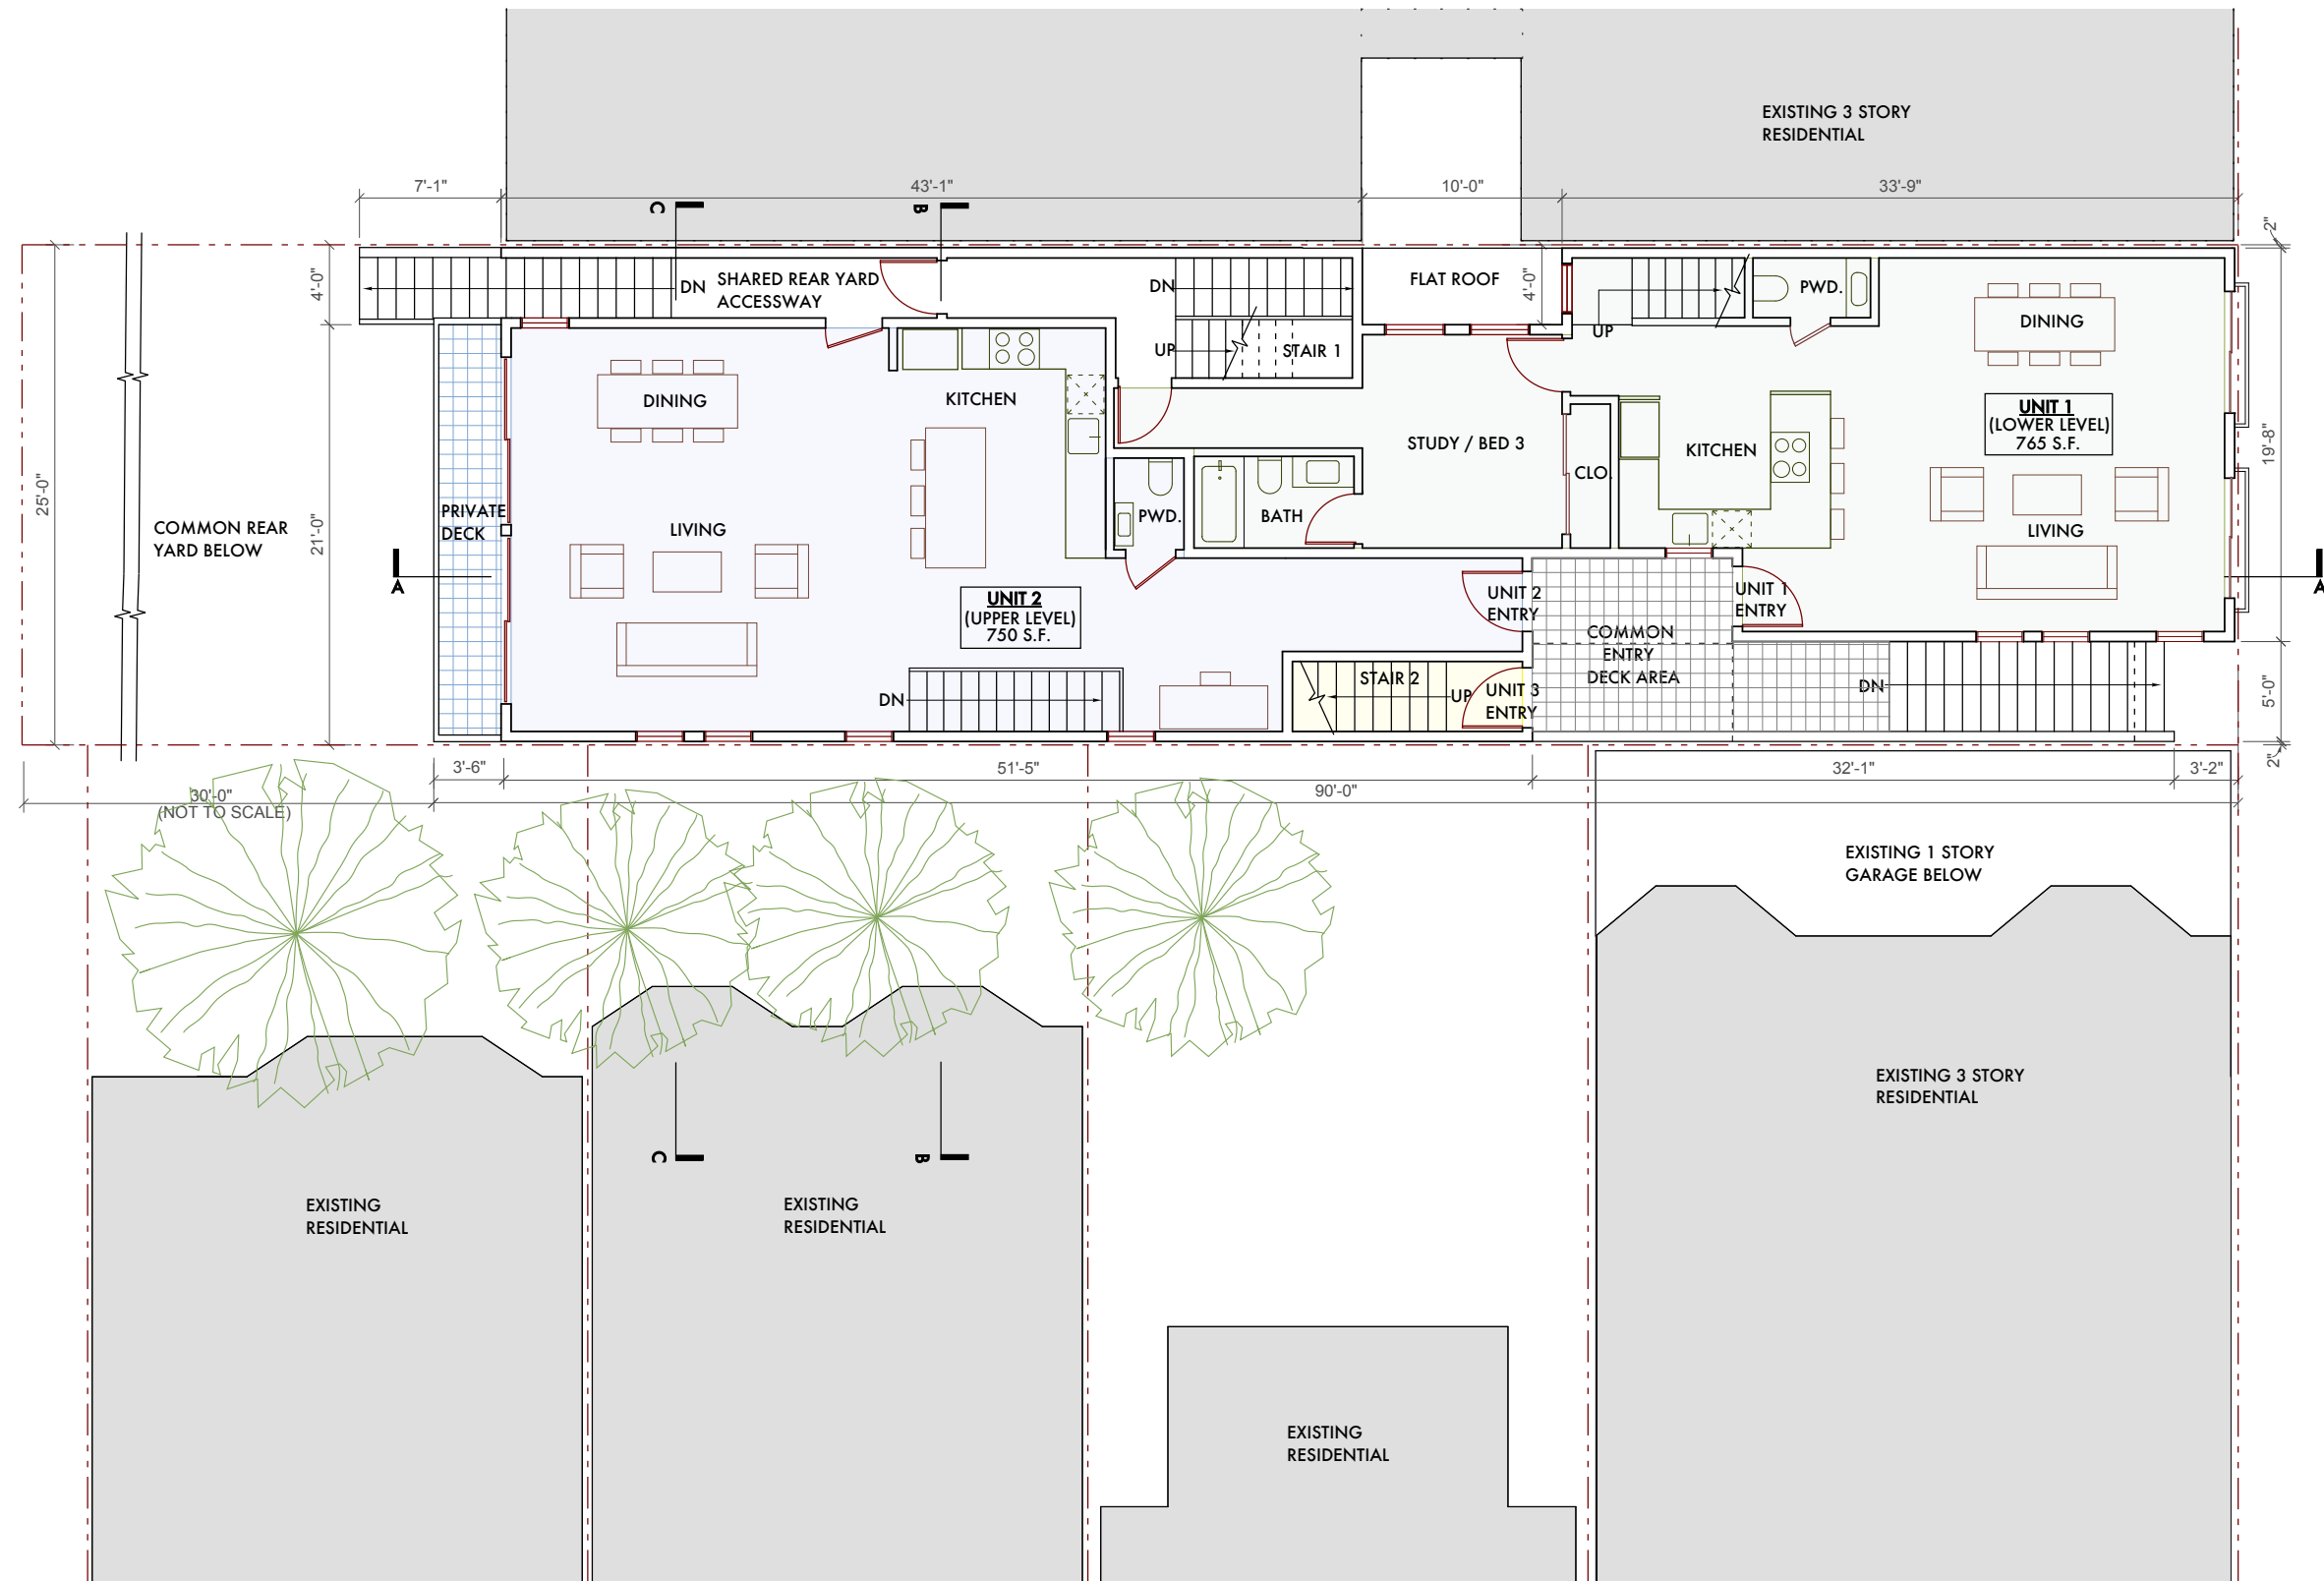 EXISTING 3 STORY
RESIDENTIAL
7'-1"
43'-1"
10'-0"
33'-9"
C
B
2"
4'-0"
DN
SHARED REAR YARD
ACCESSWAY
DN
FLAT ROOF
4'-0"
UP
PWD.
DINING
UP
STAIR 1
DINING
KITCHEN
UNIT 1
(LOWER LEVEL)
765 S.F.
19'-8"
STUDY / BED 3
KITCHEN
CLO.
25'-0"
21'-0"
COMMON REAR
YARD BELOW
PRIVATE
DECK
LIVING
PWD.
BATH
LIVING
A
A
UNIT 2
(UPPER LEVEL)
750 S.F.
UNIT 2
ENTRY
UNIT 1
ENTRY
COMMON
ENTRY
DECK AREA
STAIR 2
UP
UNIT 3
ENTRY
DN
DN
5'-0"
2"
3'-6"
51'-5"
32'-1"
3'-2"
30'-0"
(NOT TO SCALE)
90'-0"
EXISTING 1 STORY
GARAGE BELOW
EXISTING 3 STORY
RESIDENTIAL
C
B
EXISTING
RESIDENTIAL
EXISTING
RESIDENTIAL
EXISTING
RESIDENTIAL